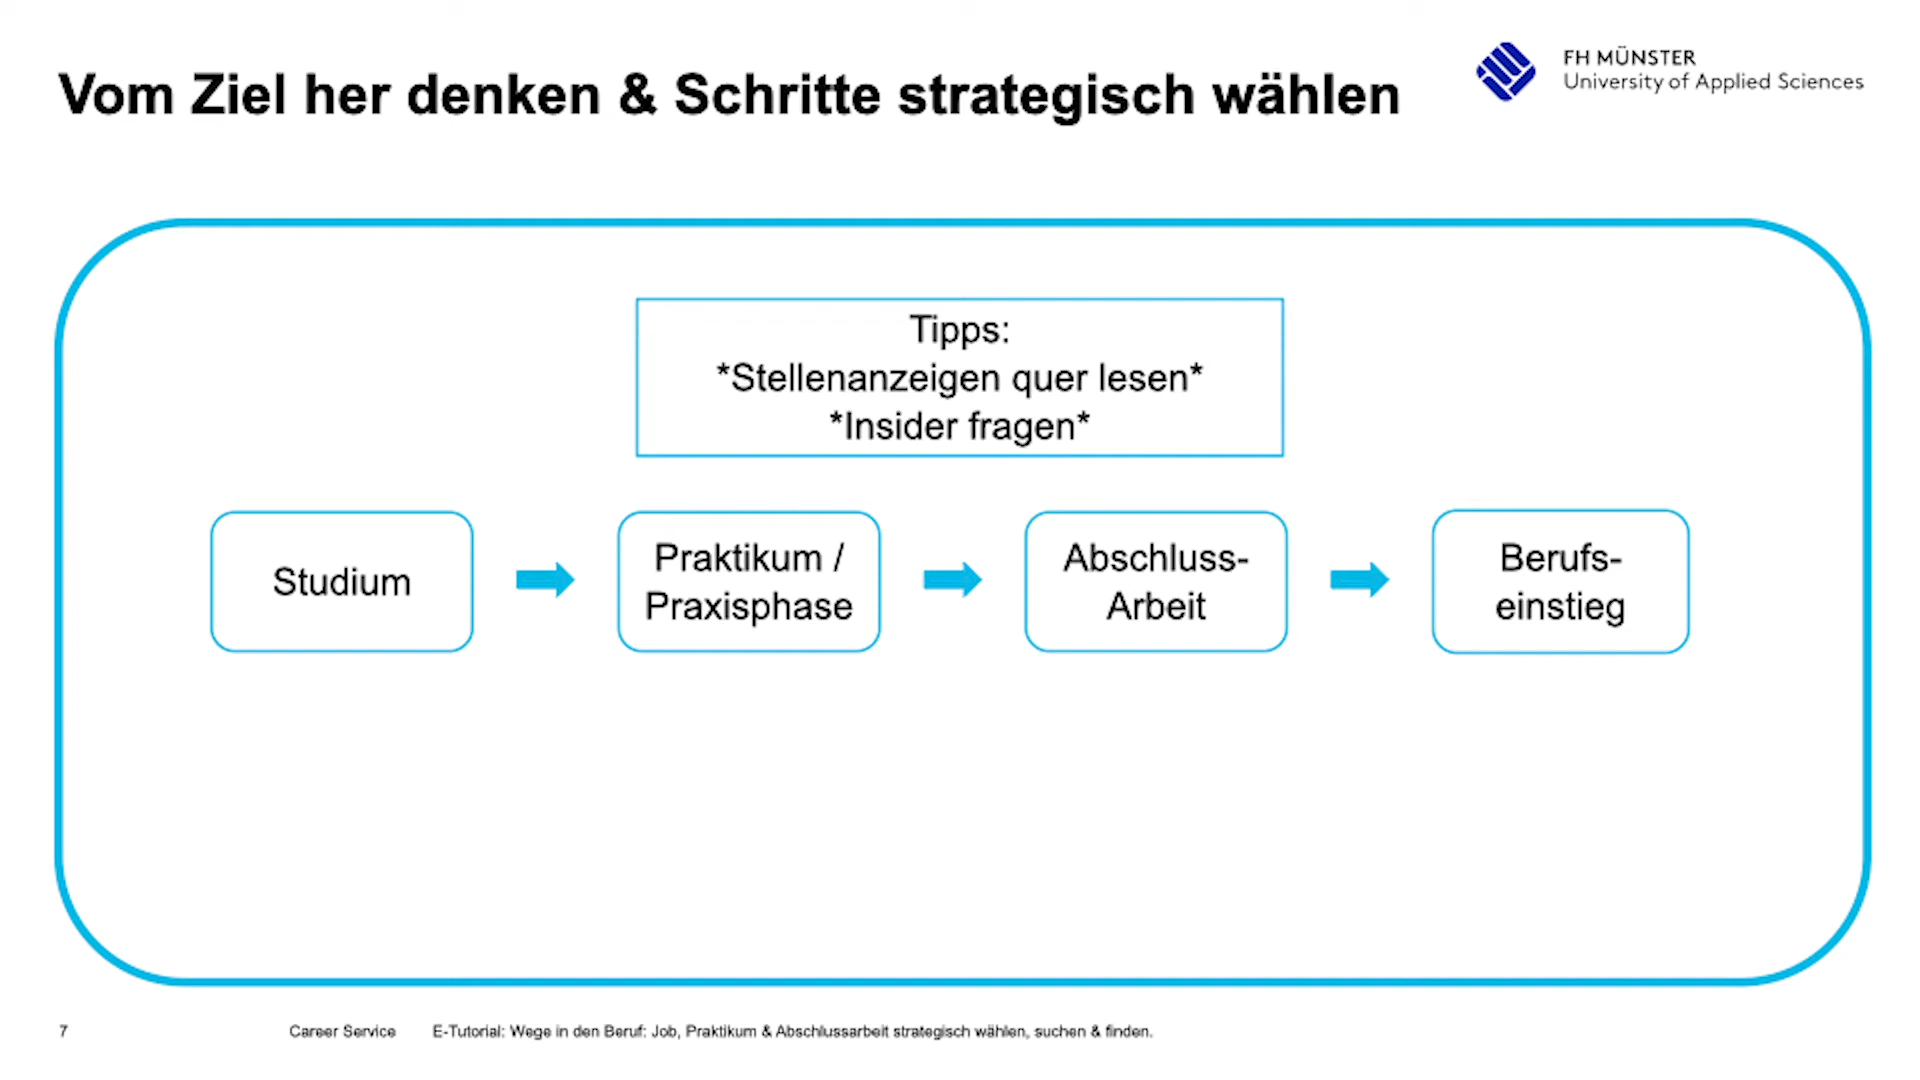 Vom Ziel her denken & Schritte strategisch wählen
FH MÜNSTER
University of Applied Sciences
Tipps:
*Stellenanzeigen quer lesen*
*Insider fragen*
Studium
Praktikum /
Praxisphase
Abschluss-
Arbeit
Berufs-
einstieg
7
Career Service
E-Tutorial: Wege in den Beruf: Job, Praktikum & Abschlussarbeit strategisch wählen, suchen & finden.